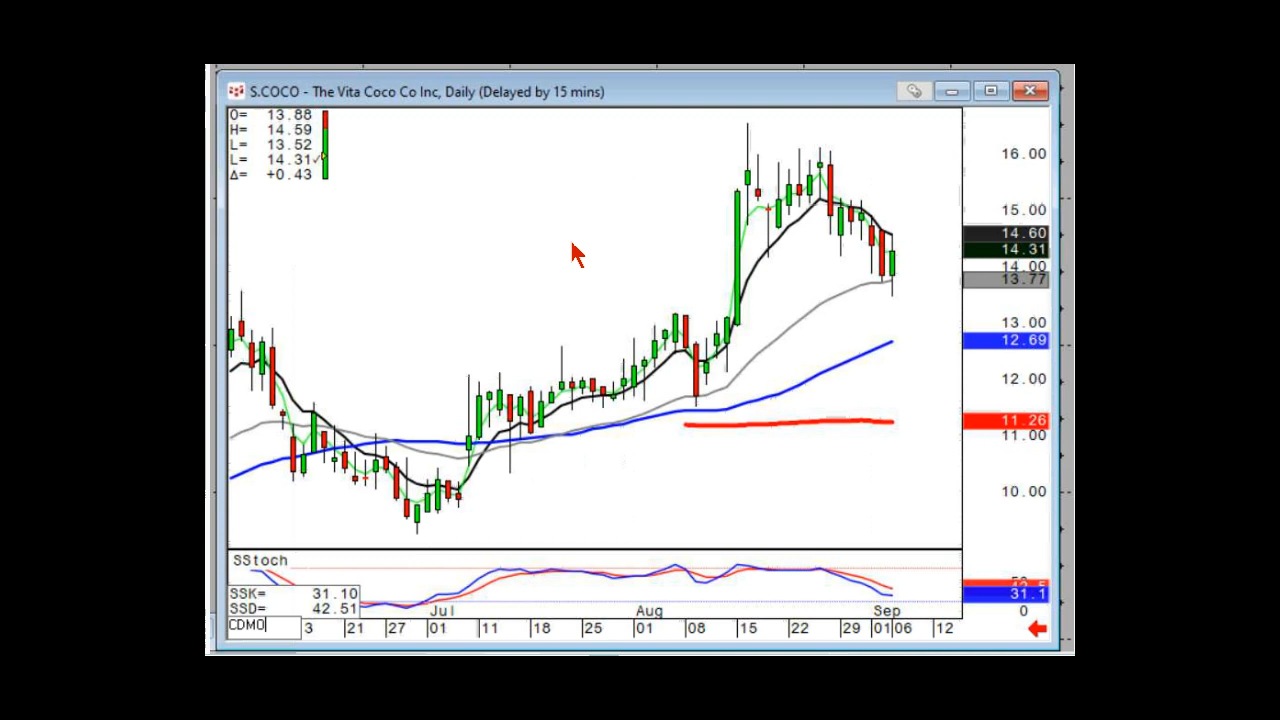 S.COCO - The Vita Coco Co Inc, Daily (Delayed by 15 mins)
O= 13.88
H= 14.59
L= 13.52
L= 14.31✓
Δ= +0.43
16.00
15.00
14.60
14.31
14.00
13.77
13.00
12.69
12.00
11.26
11.00
10.00
SStoch
SSK= 31.10
SSD= 42.51
31.1
0
Jul
Aug
Sep
CDMO
3 21 27 01 11 18 25 01 08 15 22 29 01 06 12